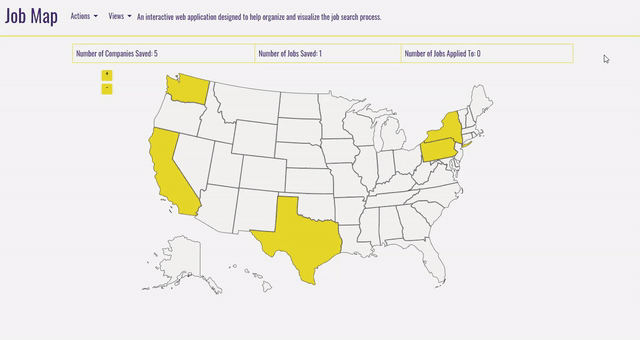 Job Map Actions Views An interactive web application designed to help organize and visualize the job search process.
Number of Companies Saved: 5 Number of Jobs Saved: 1 Number of Jobs Applied To: 0
+
-